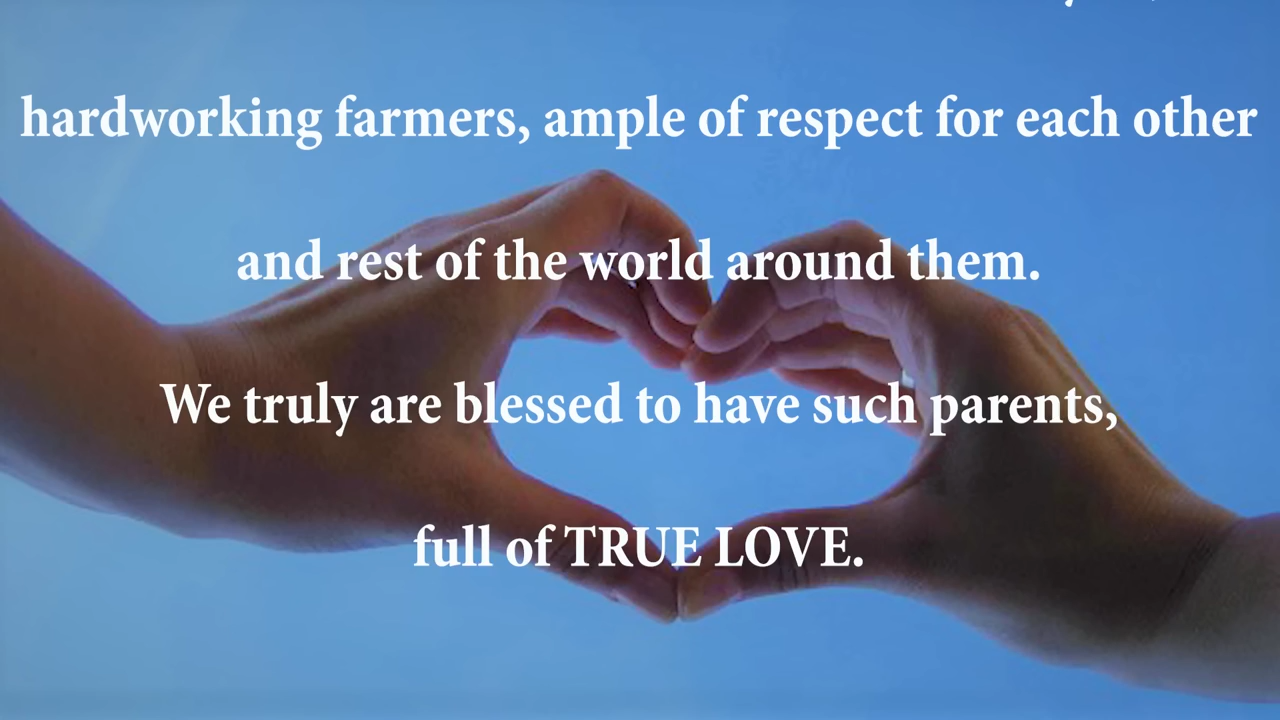 hardworking farmers, ample of respect for each other
and rest of the world around them.
We truly are blessed to have such parents,
full of TRUE LOVE.